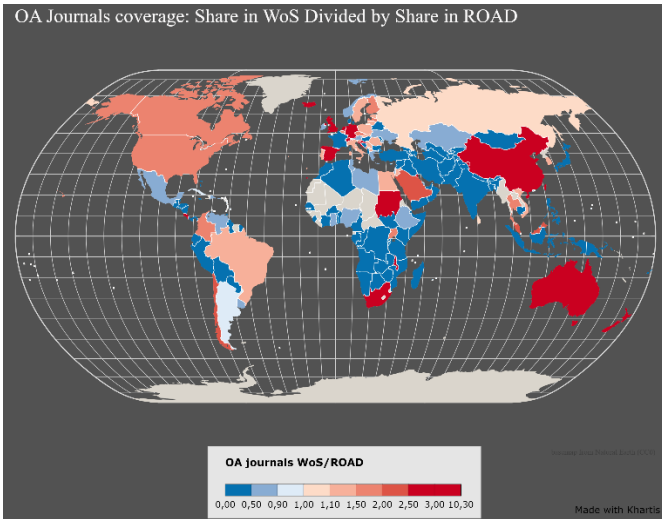 OA Journals coverage: Share in WoS Divided by Share in ROAD
OA journals WoS/ROAD
0,00 0,50 0,90 1,00 1,10 1,50 2,00 2,50 3,00 10,30
Made with Khartis